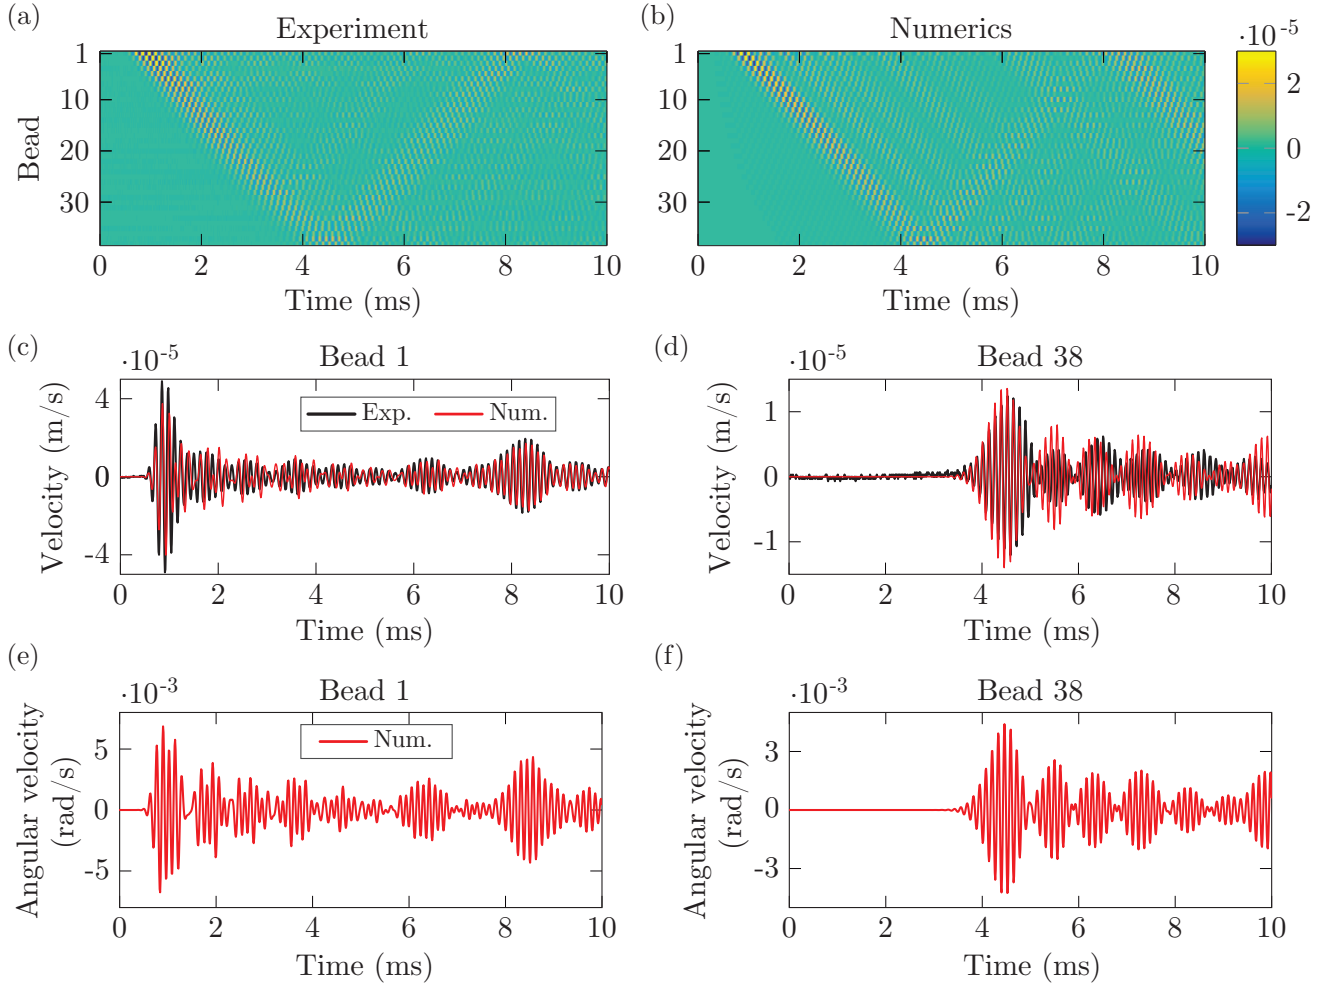 (a)
Experiment
Bead
1
10
20
30
0 2 4 6 8 10
Time (ms)
(b)
Numerics
1
10
20
30
0 2 4 6 8 10
Time (ms)
·10⁻⁵
2
0
-2
(c)
·10⁻⁵
Bead 1
Velocity (m/s)
4
0
-4
Exp. Num.
0 2 4 6 8 10
Time (ms)
(d)
·10⁻⁵
Bead 38
Velocity (m/s)
1
0
-1
0 2 4 6 8 10
Time (ms)
(e)
·10⁻³
Bead 1
Angular velocity
(rad/s)
5
0
-5
Num.
0 2 4 6 8 10
Time (ms)
(f)
·10⁻³
Bead 38
Angular velocity
(rad/s)
3
0
-3
0 2 4 6 8 10
Time (ms)